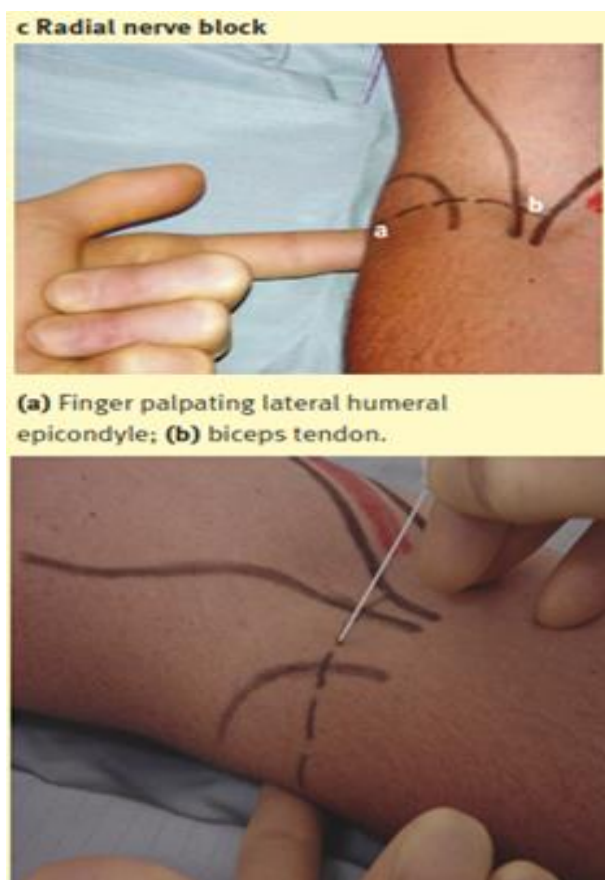 c Radial nerve block
a
b
(a) Finger palpating lateral humeral
epicondyle; (b) biceps tendon.